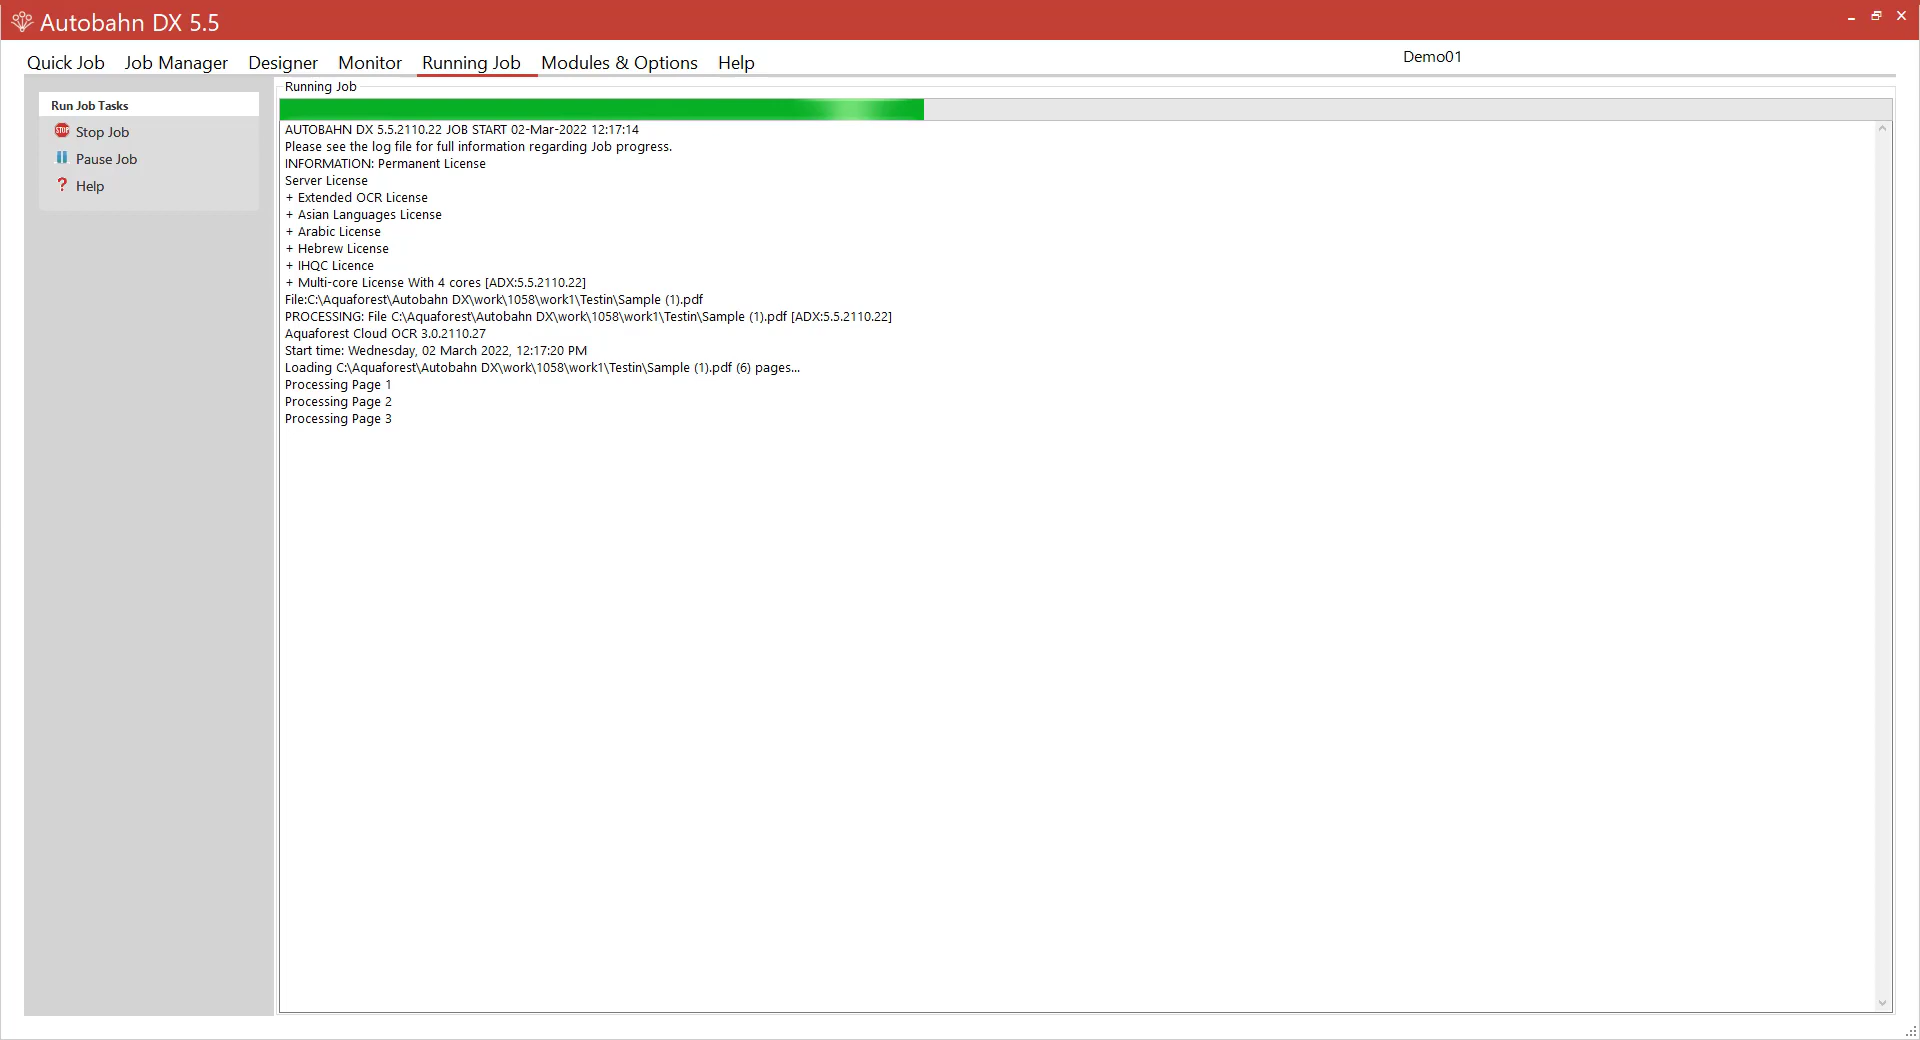 Autobahn DX 5.5
Quick Job Job Manager Designer Monitor Running Job Modules & Options Help Demo01
Run Job Tasks
STOP Stop Job
Pause Job
? Help
Running Job
AUTOBAHN DX 5.5.2110.22 JOB START 02-Mar-2022 12:17:14
Please see the log file for full information regarding Job progress.
INFORMATION: Permanent License
Server License
+ Extended OCR License
+ Asian Languages License
+ Arabic License
+ Hebrew License
+ IHQC Licence
+ Multi-core License With 4 cores [ADX:5.5.2110.22]
File:C:\Aquaforest\Autobahn DX\work\1058\work1\Testin\Sample (1).pdf
PROCESSING: File C:\Aquaforest\Autobahn DX\work\1058\work1\Testin\Sample (1).pdf [ADX:5.5.2110.22]
Aquaforest Cloud OCR 3.0.2110.27
Start time: Wednesday, 02 March 2022, 12:17:20 PM
Loading C:\Aquaforest\Autobahn DX\work\1058\work1\Testin\Sample (1).pdf (6) pages...
Processing Page 1
Processing Page 2
Processing Page 3